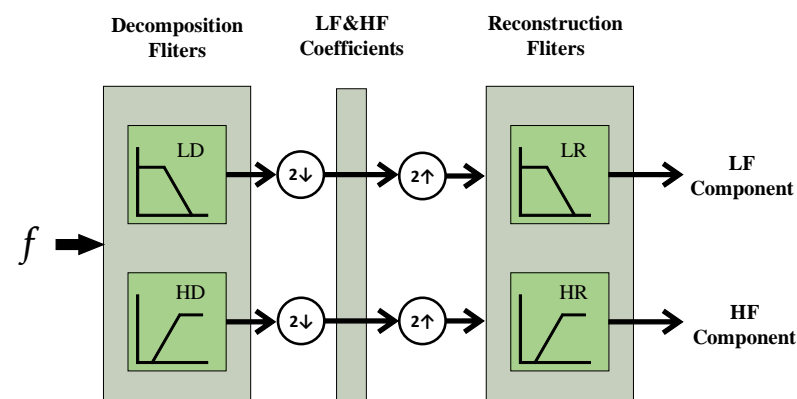 Decomposition
Fliters
LF&HF
Coefficients
Reconstruction
Fliters
LD
2↓
2↑
LR
LF
Component
f
HD
2↓
2↑
HR
HF
Component